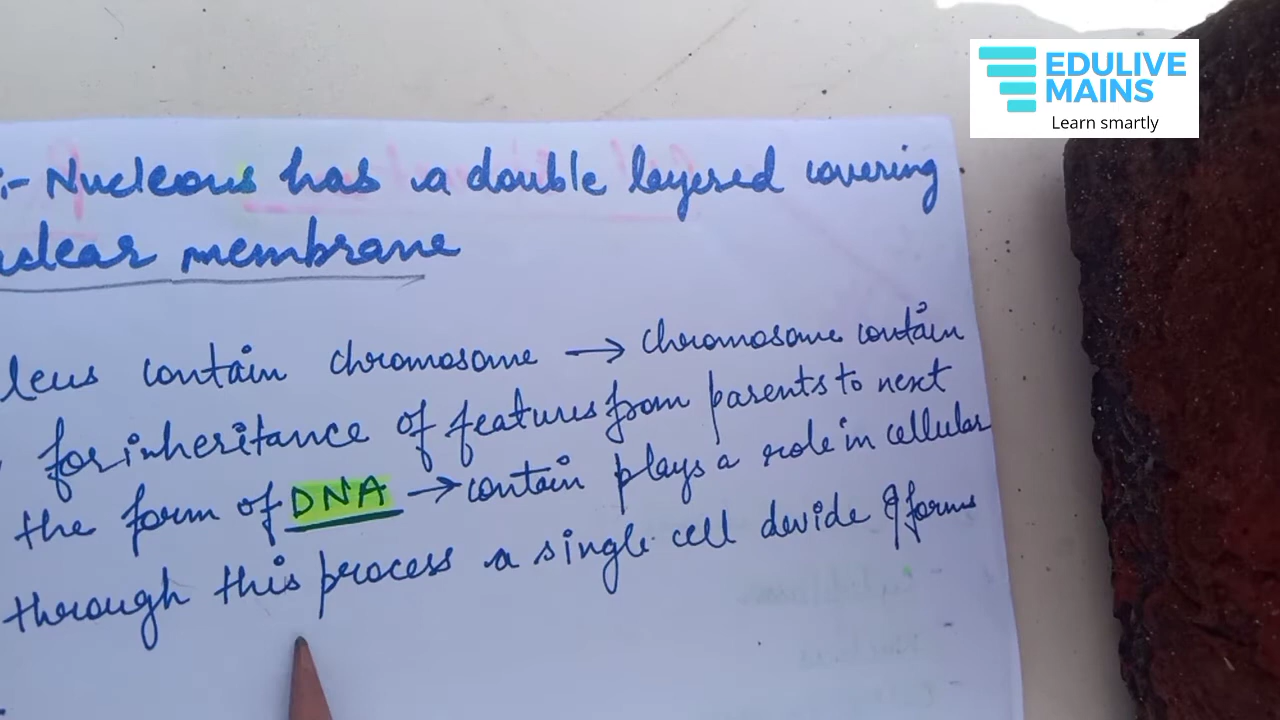 EDULIVE
MAINS
Learn smartly
:- Nucleous has a double layered covering
clear membrane
leus contain chromosome → chromosome contain
for inheritance of features from parents to next
the form of DNA → contain plays a role in cellular
through this process a single cell devide & forms